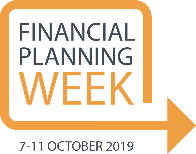 FINANCIAL
PLANNING
WEEK
7-11 OCTOBER 2019